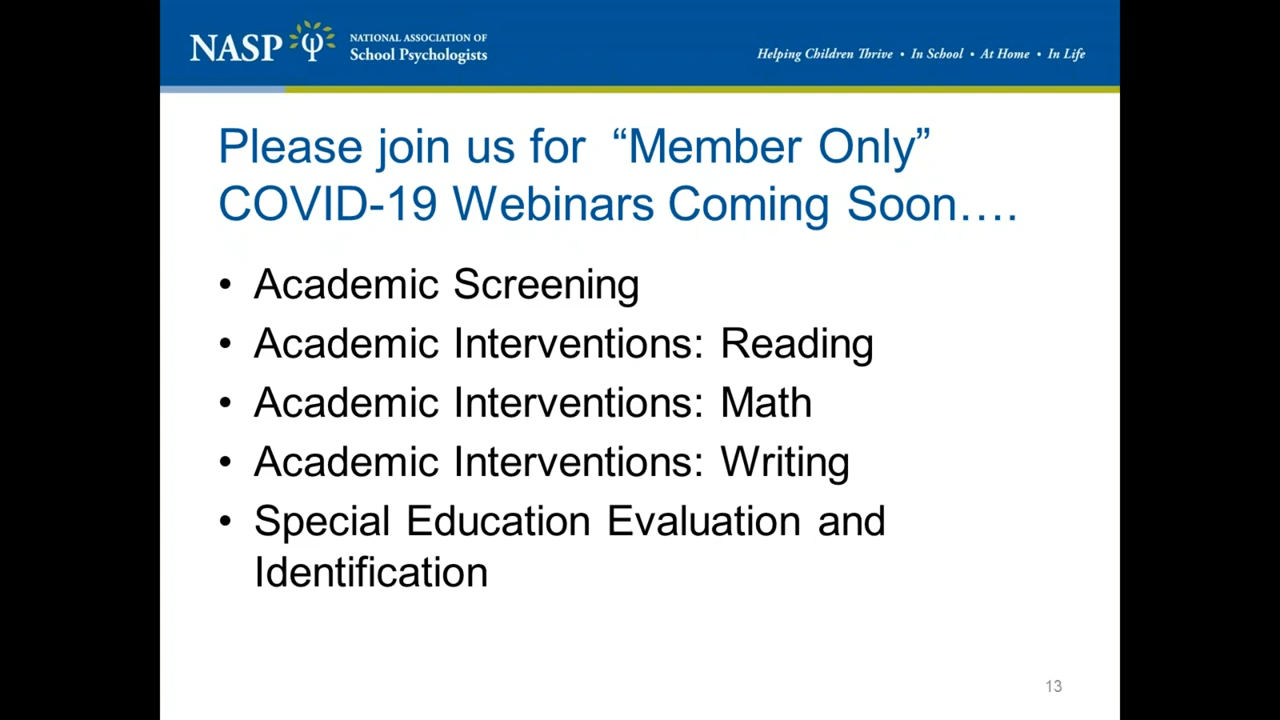 NASP NATIONAL ASSOCIATION OF
School Psychologists
Helping Children Thrive • In School • At Home • In Life
Please join us for “Member Only”
COVID-19 Webinars Coming Soon….
• Academic Screening
• Academic Interventions: Reading
• Academic Interventions: Math
• Academic Interventions: Writing
• Special Education Evaluation and
Identification
13